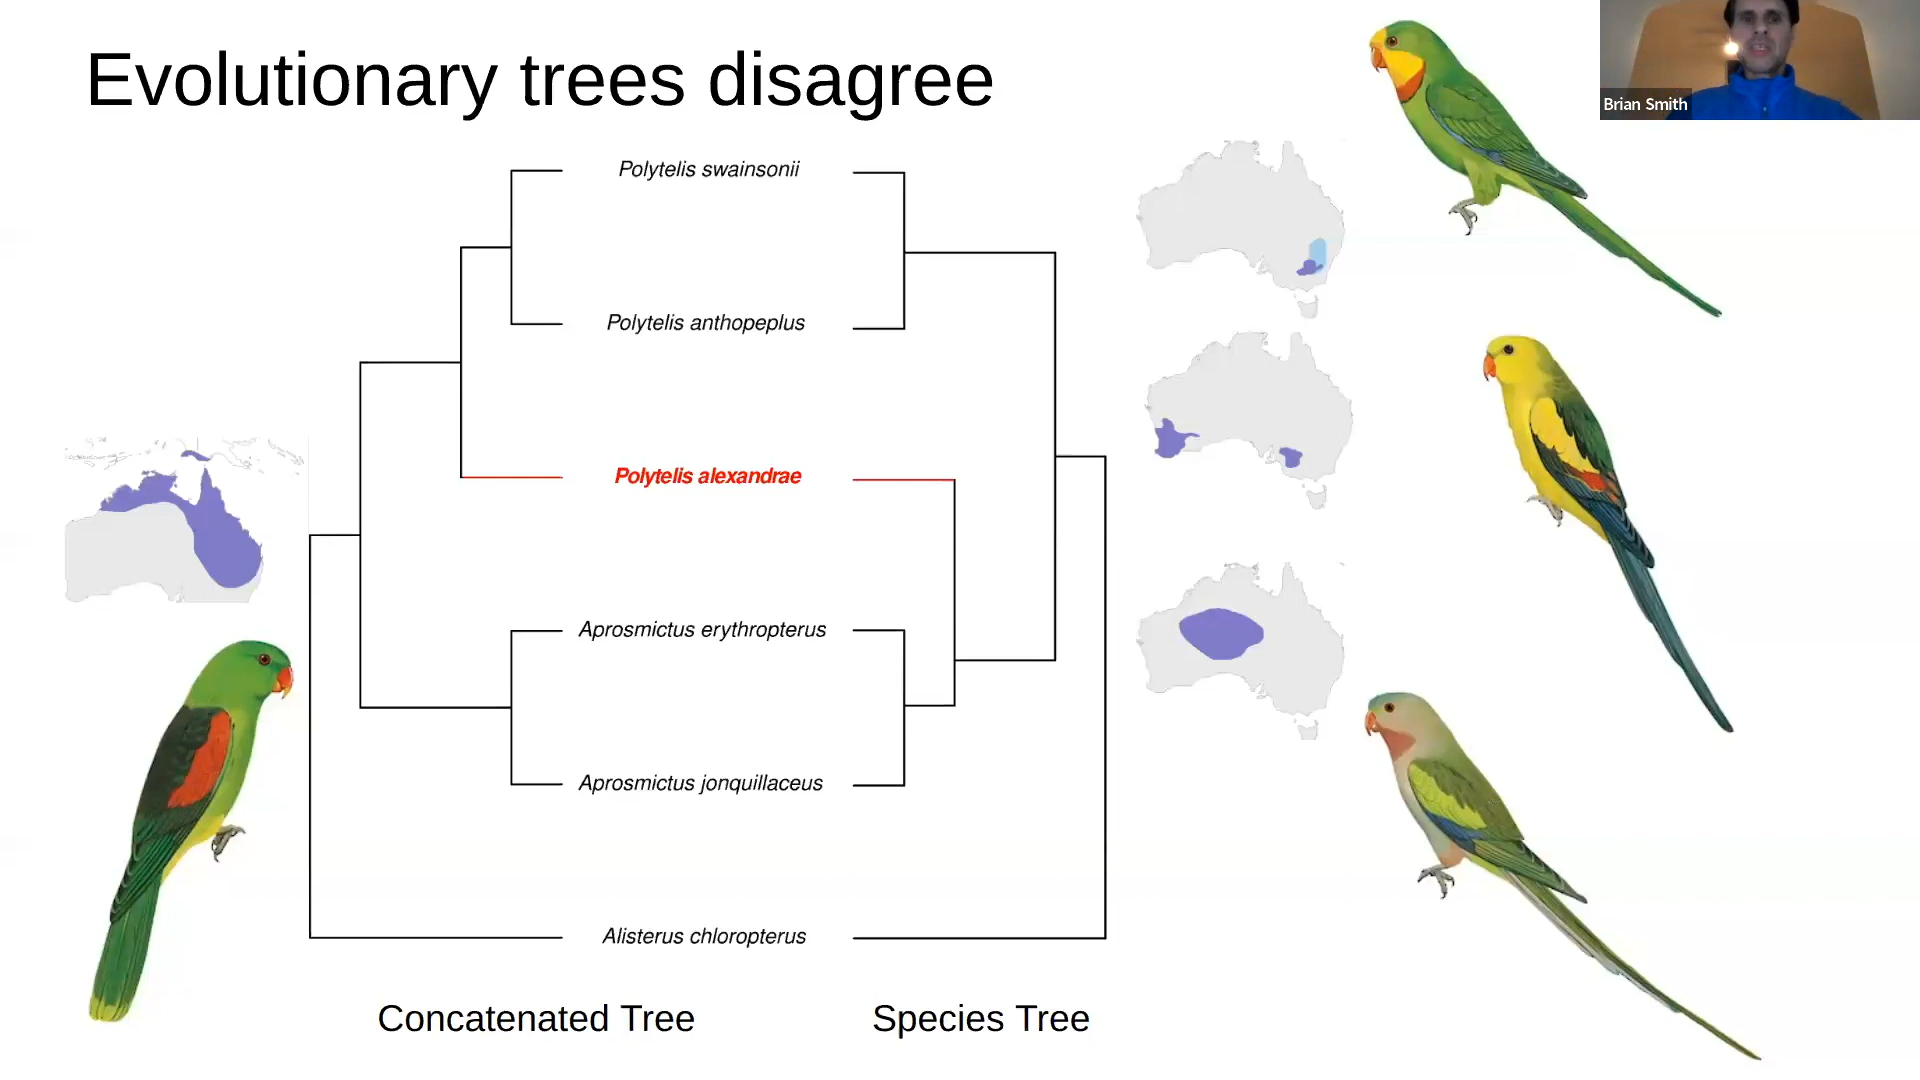 Evolutionary trees disagree
Brian Smith
Polytelis swainsonii
Polytelis anthopeplus
Polytelis alexandrae
Aprosmictus erythropterus
Aprosmictus jonquillaceus
Alisterus chloropterus
Concatenated Tree
Species Tree